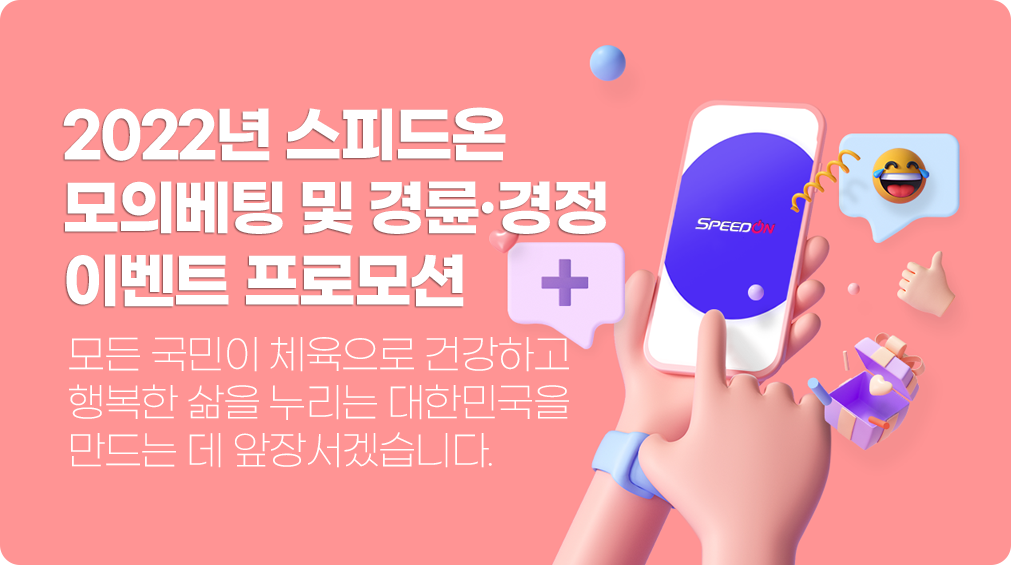 2022년 스피드온
모의베팅 및 경륜·경정
이벤트 프로모션
모든 국민이 체육으로 건강하고
행복한 삶을 누리는 대한민국을
만드는 데 앞장서겠습니다.
SPEEDON